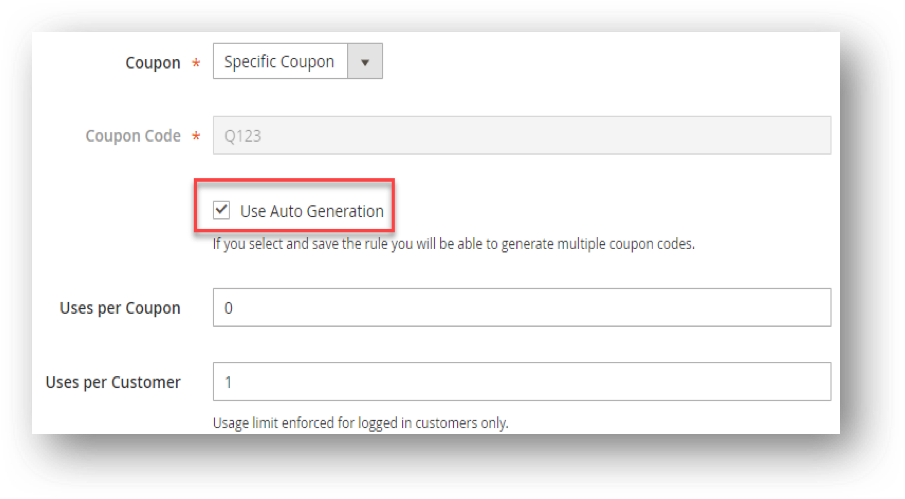 Coupon * Specific Coupon
Coupon Code * Q123
Use Auto Generation
If you select and save the rule you will be able to generate multiple coupon codes.
Uses per Coupon 0
Uses per Customer 1
Usage limit enforced for logged in customers only.